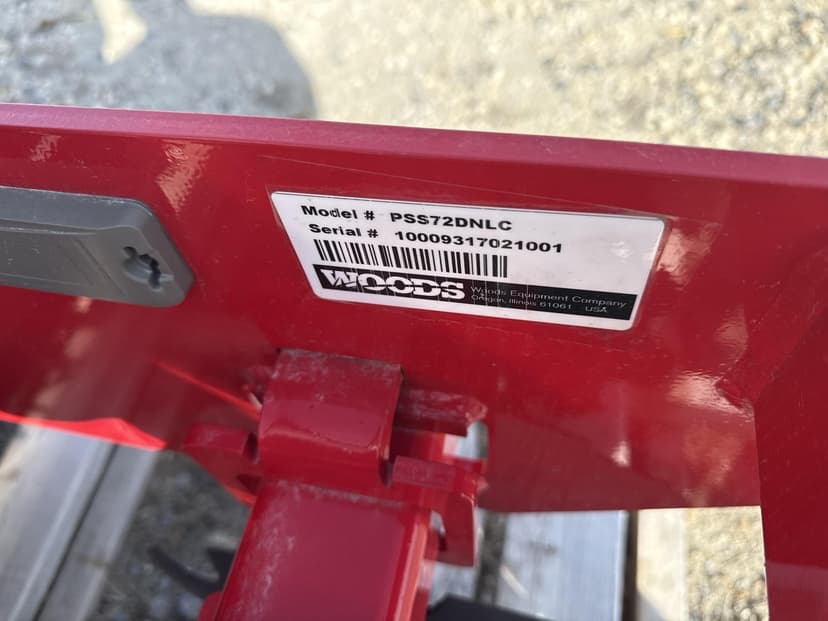 Model # PSS72DNLC
Serial # 10009317021001
WOODS Woods Equipment Company
Oregon, Illinois 61061 USA